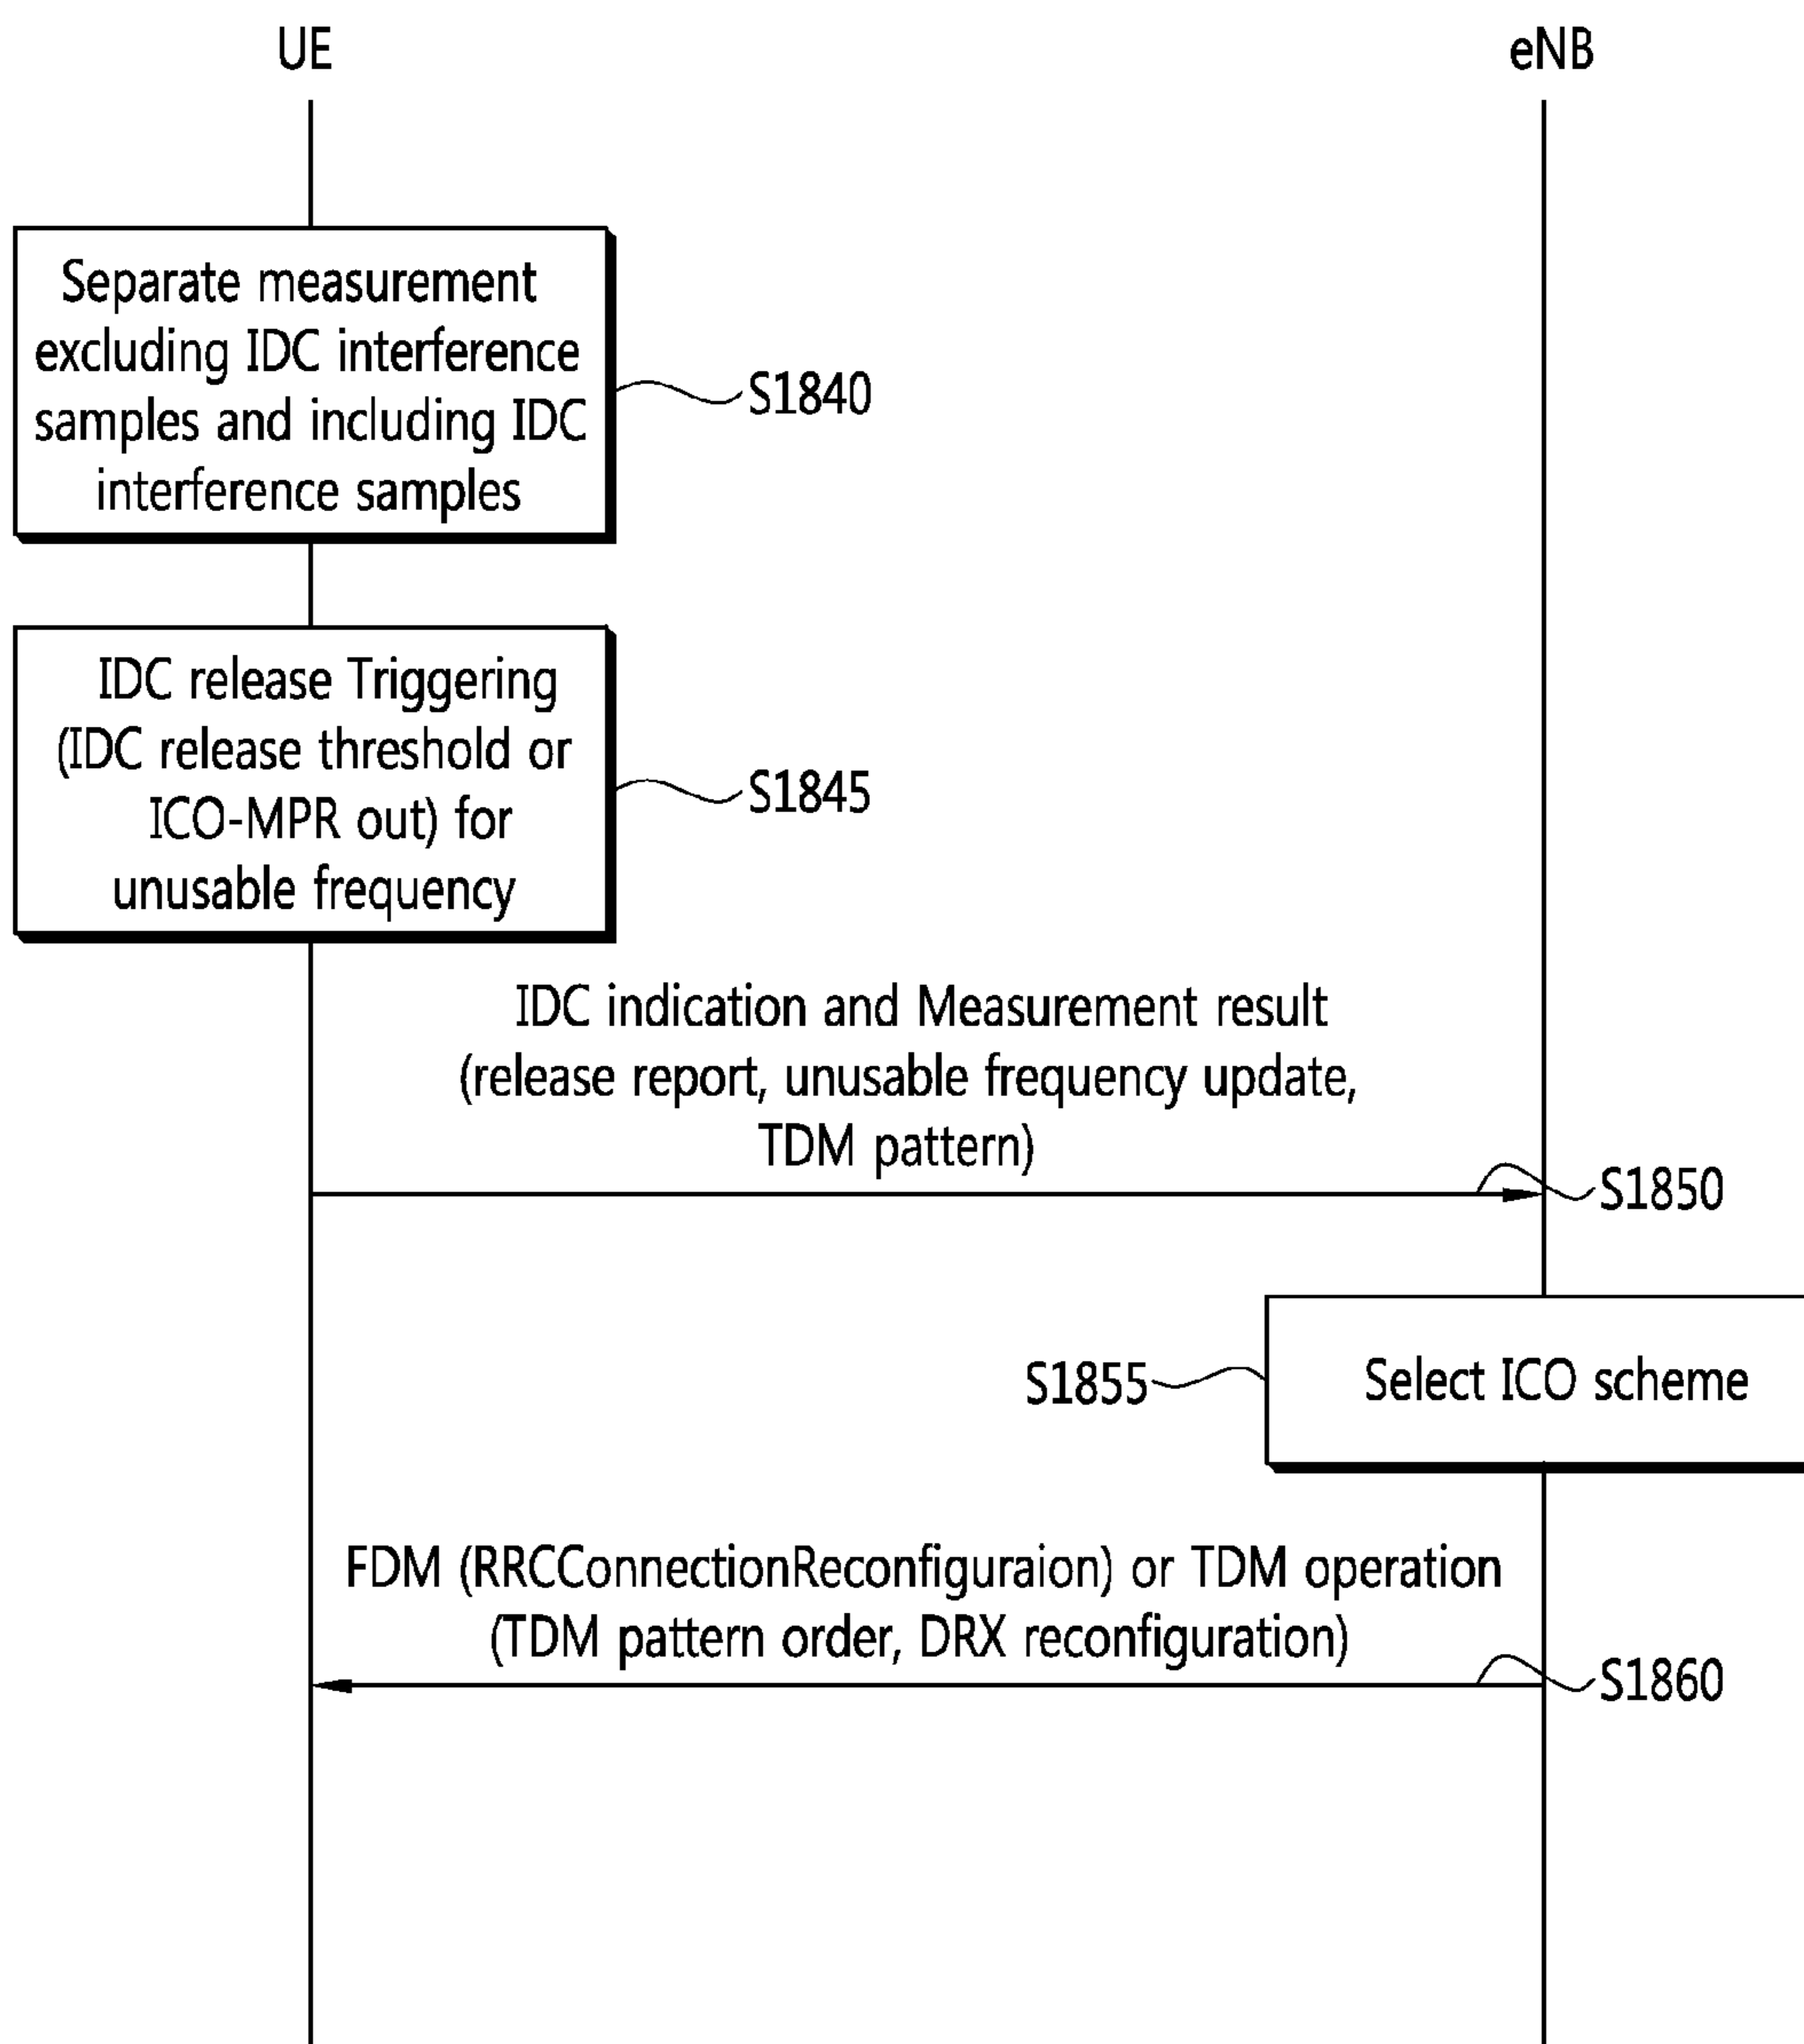 UE
eNB
Separate measurement
excluding IDC interference
samples and including IDC
interference samples
S1840
IDC release Triggering
(IDC release threshold or
ICO-MPR out) for
unusable frequency
S1845
IDC indication and Measurement result
(release report, unusable frequency update,
TDM pattern)
S1850
S1855
Select ICO scheme
FDM (RRCConnectionReconfiguraion) or TDM operation
(TDM pattern order, DRX reconfiguration)
S1860